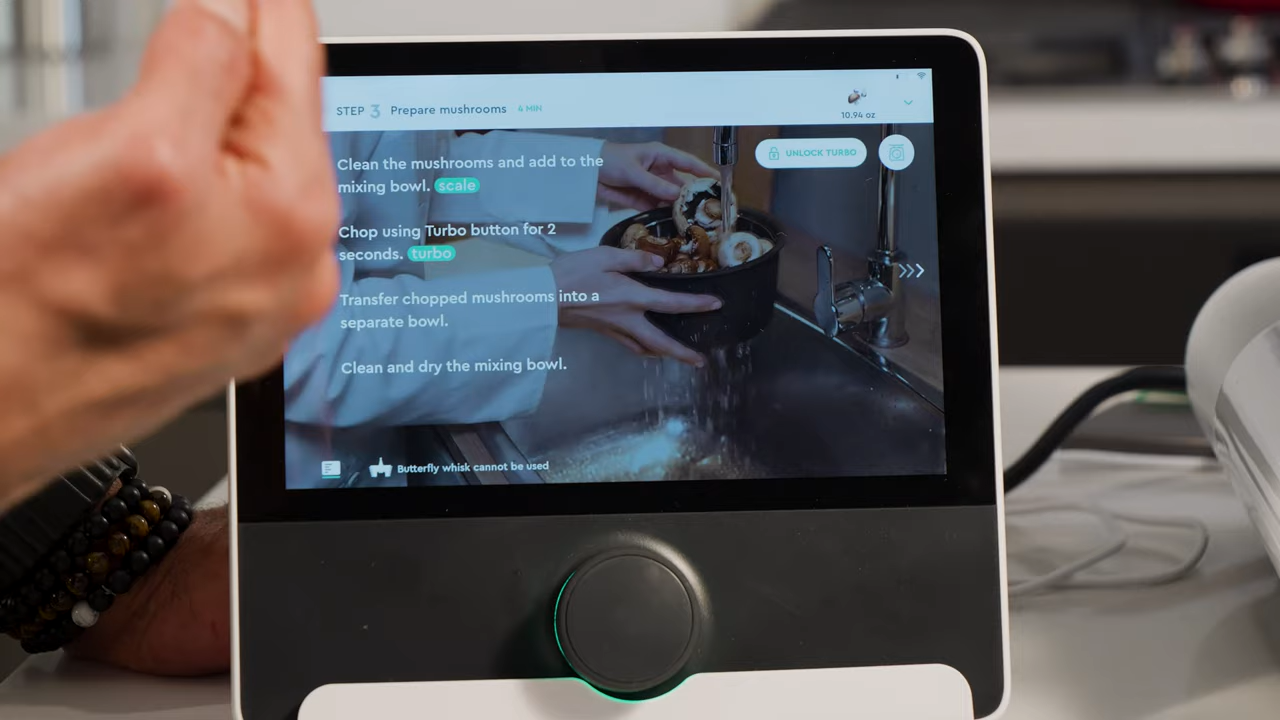 STEP 3 Prepare mushrooms 4 MIN
10.94 oz
UNLOCK TURBO
Clean the mushrooms and add to the
mixing bowl. scale
Chop using Turbo button for 2
seconds. turbo
Transfer chopped mushrooms into a
separate bowl.
Clean and dry the mixing bowl.
Butterfly whisk cannot be used